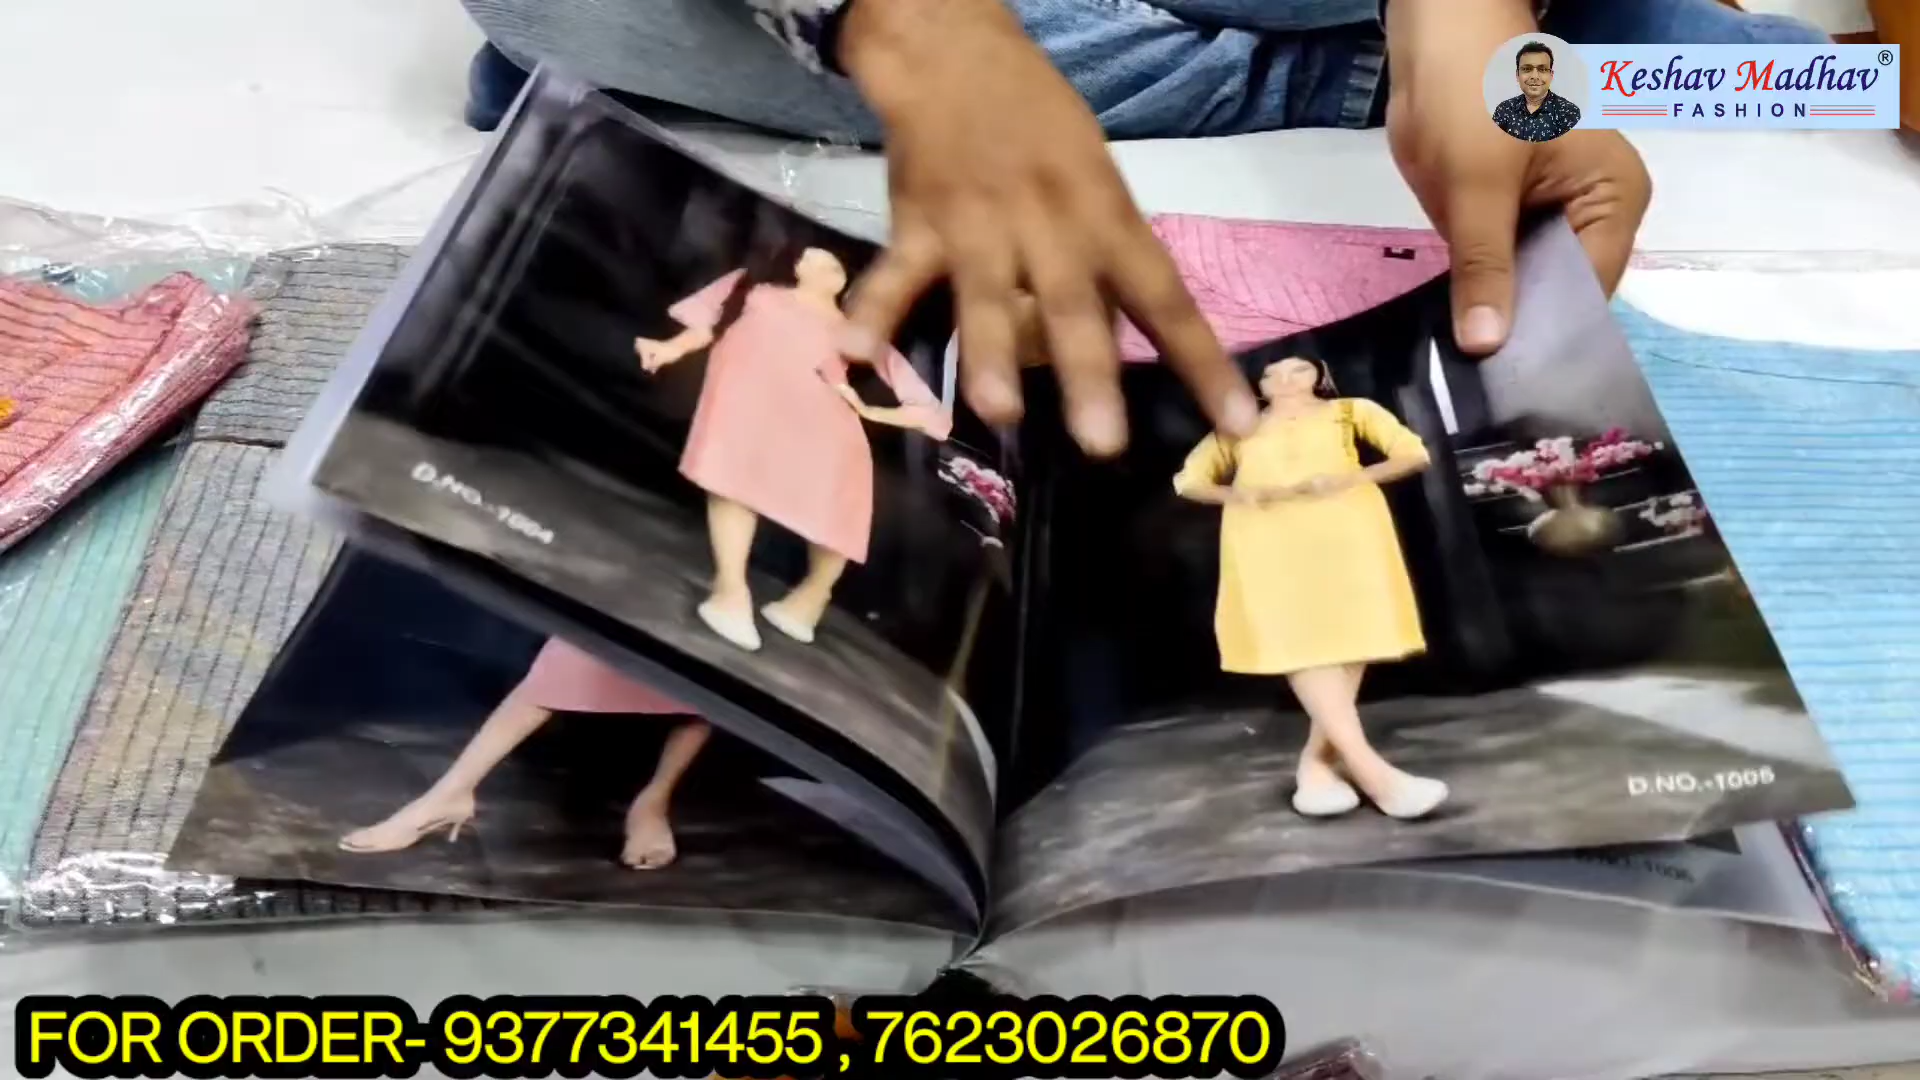 Keshav Madhav®
FASHION
D.NO.-1004
D.NO.-1005
FOR ORDER- 9377341455 , 7623026870